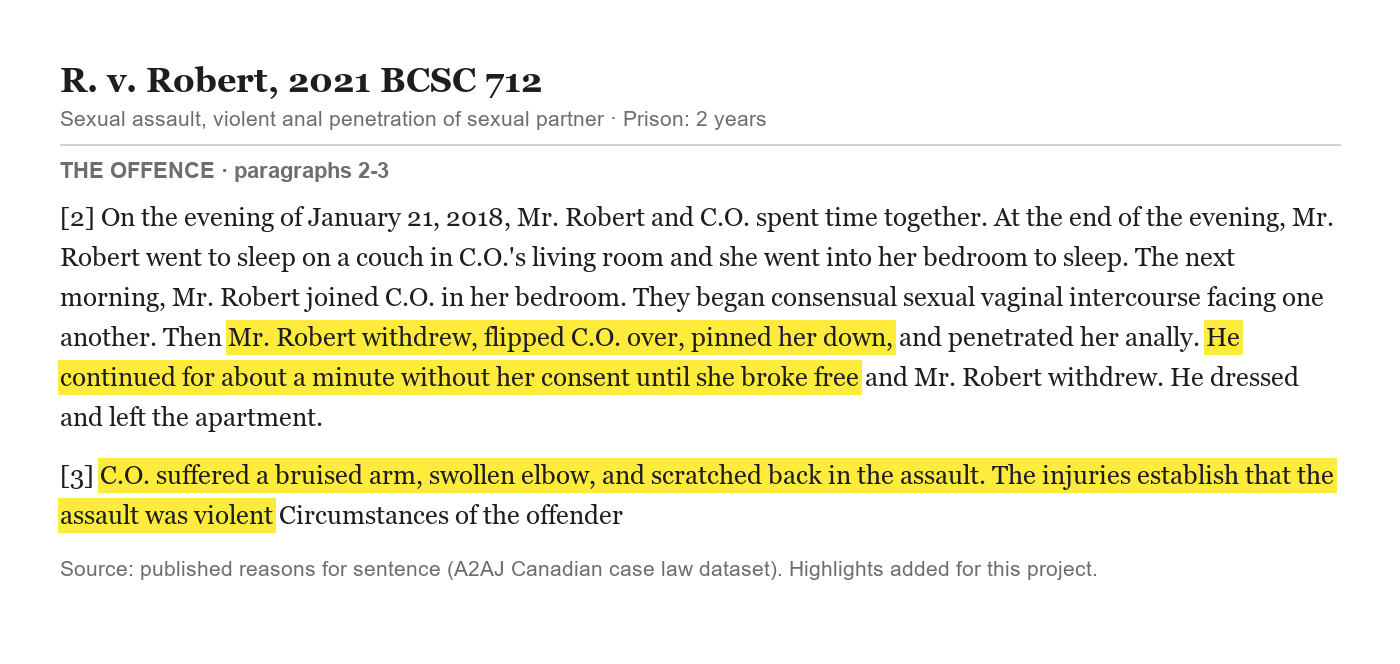 R. v. Robert, 2021 BCSC 712
Sexual assault, violent anal penetration of sexual partner · Prison: 2 years
THE OFFENCE · paragraphs 2-3
[2] On the evening of January 21, 2018, Mr. Robert and C.O. spent time together. At the end of the evening, Mr.
Robert went to sleep on a couch in C.O.'s living room and she went into her bedroom to sleep. The next
morning, Mr. Robert joined C.O. in her bedroom. They began consensual sexual vaginal intercourse facing one
another. Then Mr. Robert withdrew, flipped C.O. over, pinned her down, and penetrated her anally. He
continued for about a minute without her consent until she broke free and Mr. Robert withdrew. He dressed
and left the apartment.
[3] C.O. suffered a bruised arm, swollen elbow, and scratched back in the assault. The injuries establish that the
assault was violent Circumstances of the offender
Source: published reasons for sentence (A2AJ Canadian case law dataset). Highlights added for this project.